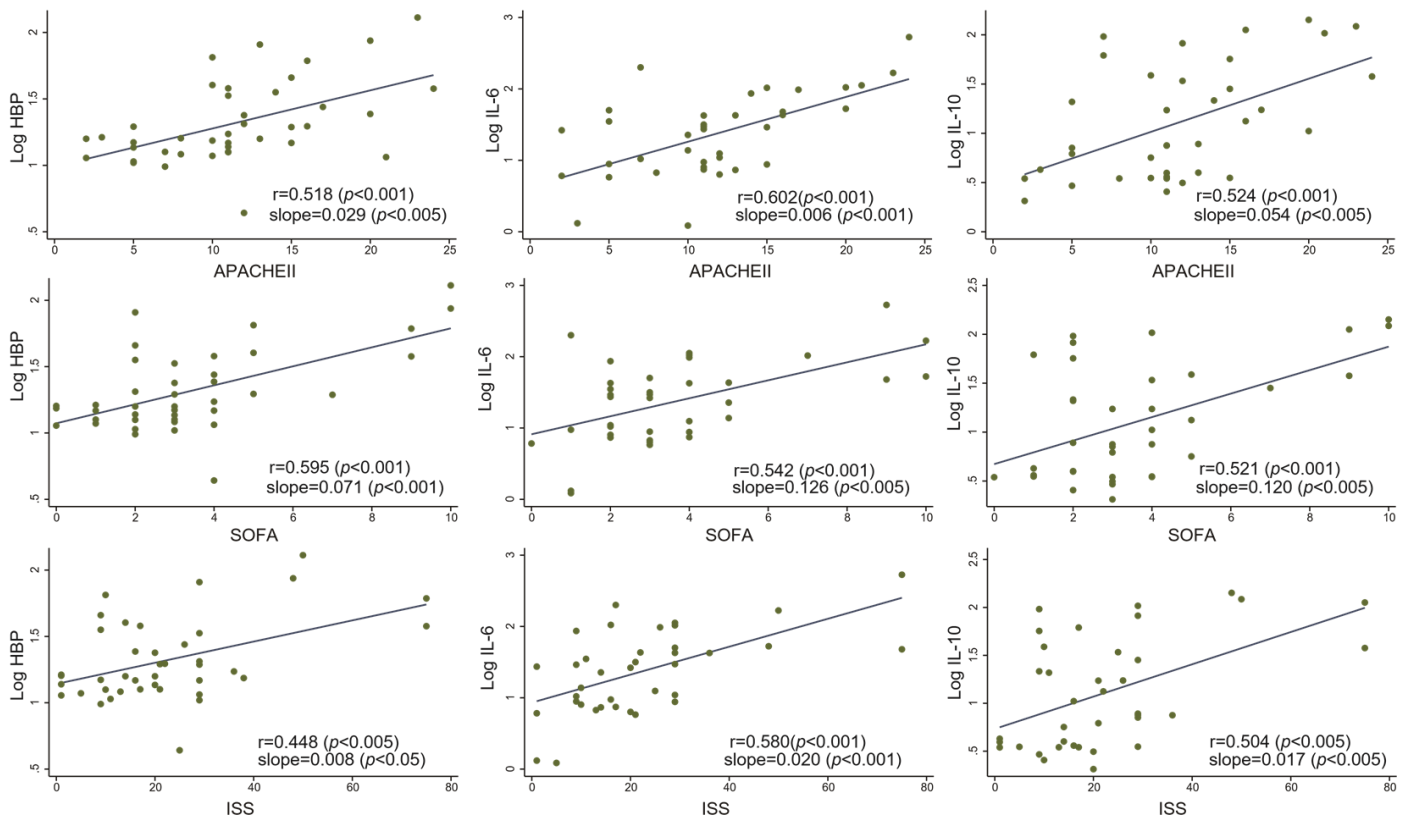 Log HBP
2
1.5
1
.5
0
5
10
15
20
25
APACHEII
r=0.518 (p<0.001)
slope=0.029 (p<0.005)
Log IL-6
3
2
1
0
0
5
10
15
20
25
APACHEII
r=0.602(p<0.001)
slope=0.006 (p<0.001)
Log IL-10
2
1.5
1
.5
0
0
5
10
15
20
25
APACHEII
r=0.524 (p<0.001)
slope=0.054 (p<0.005)
Log HBP
2
1.5
1
.5
0
2
4
6
8
10
SOFA
r=0.595 (p<0.001)
slope=0.071 (p<0.001)
Log IL-6
3
2
1
0
0
2
4
6
8
10
SOFA
r=0.542 (p<0.001)
slope=0.126 (p<0.005)
Log IL-10
2.5
2
1.5
1
.5
0
2
4
6
8
10
SOFA
r=0.521 (p<0.001)
slope=0.120 (p<0.005)
Log HBP
2
1.5
1
.5
0
20
40
60
80
ISS
r=0.448 (p<0.005)
slope=0.008 (p<0.05)
Log IL-6
3
2
1
0
0
20
40
60
80
ISS
r=0.580(p<0.001)
slope=0.020 (p<0.001)
Log IL-10
2.5
2
1.5
1
.5
0
20
40
60
80
ISS
r=0.504 (p<0.005)
slope=0.017 (p<0.005)